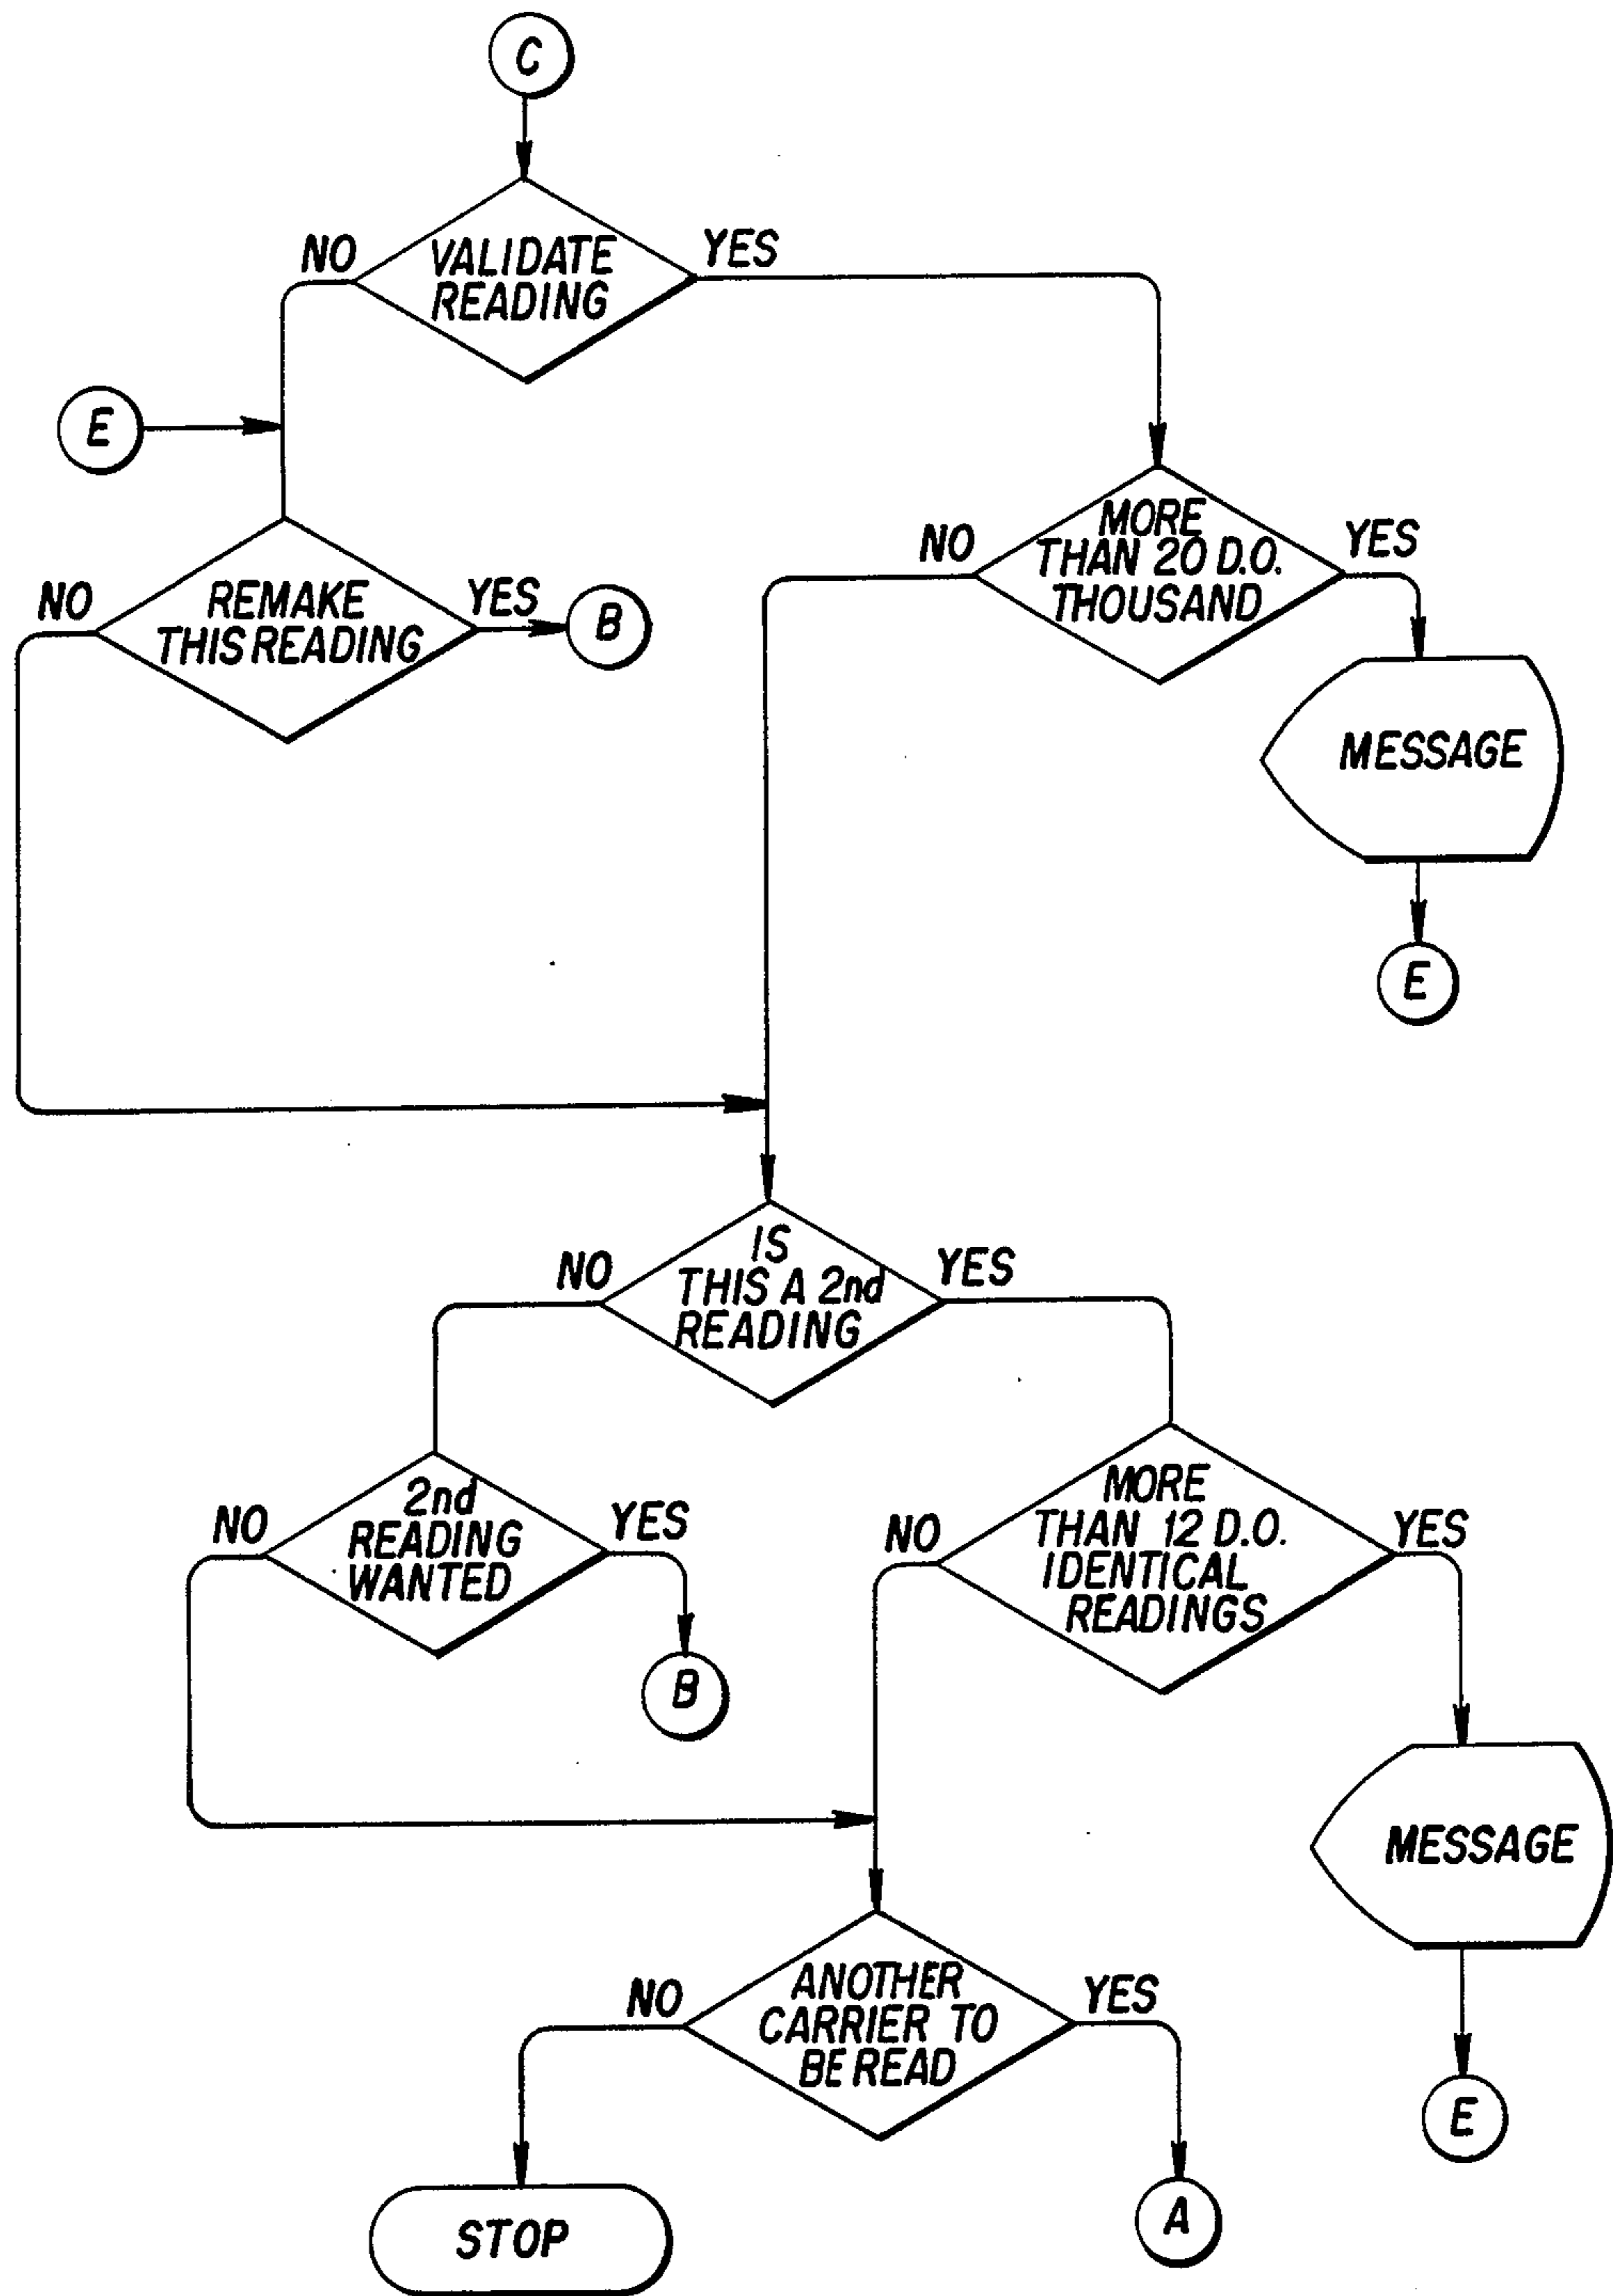 C
NO
VALIDATE
READING
YES
E
NO
MORE
THAN 20 D.O.
THOUSAND
YES
NO
REMAKE
THIS READING
YES
B
MESSAGE
E
NO
IS
THIS A 2nd
READING
YES
NO
2nd
READING
WANTED
YES
NO
MORE
THAN 12 D.O.
IDENTICAL
READINGS
YES
B
MESSAGE
NO
ANOTHER
CARRIER TO
BE READ
YES
E
STOP
A